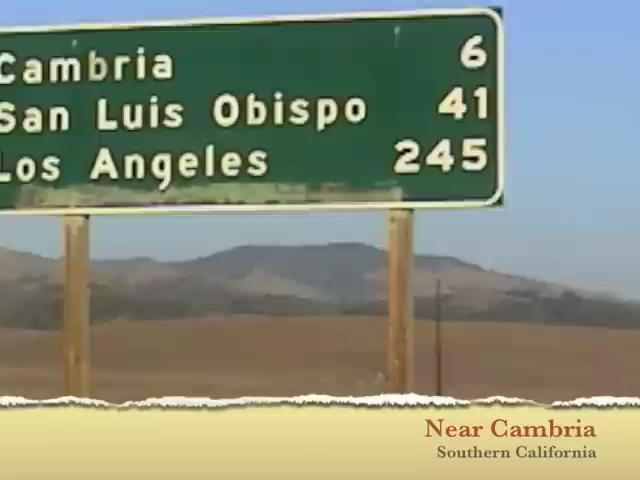 Cambria 6
San Luis Obispo 41
Los Angeles 245
Near Cambria
Southern California